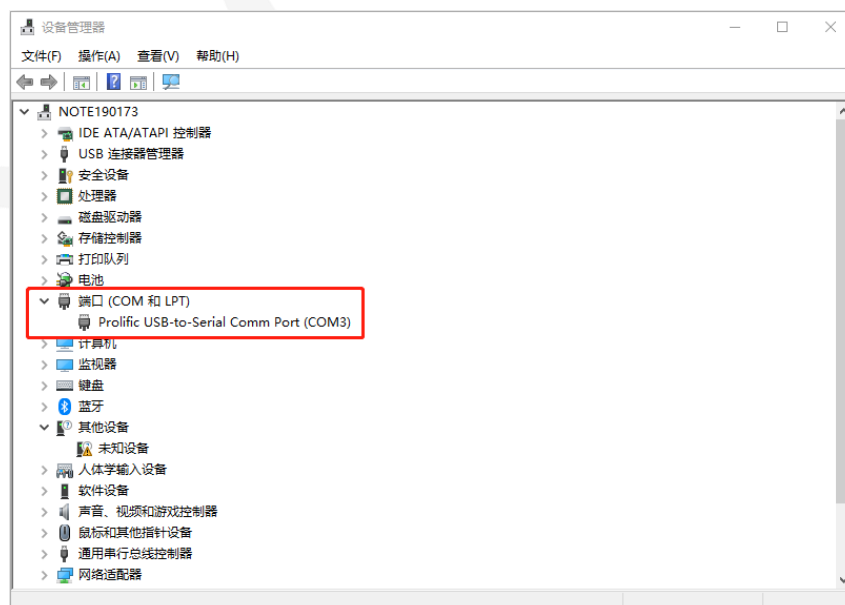 设备管理器
文件(F) 操作(A) 查看(V) 帮助(H)
NOTE190173
IDE ATA/ATAPI 控制器
USB 连接器管理器
安全设备
处理器
磁盘驱动器
存储控制器
打印队列
电池
端口 (COM 和 LPT)
Prolific USB-to-Serial Comm Port (COM3)
计算机
监视器
键盘
蓝牙
其他设备
未知设备
人体学输入设备
软件设备
声音、视频和游戏控制器
鼠标和其他指针设备
通用串行总线控制器
网络适配器